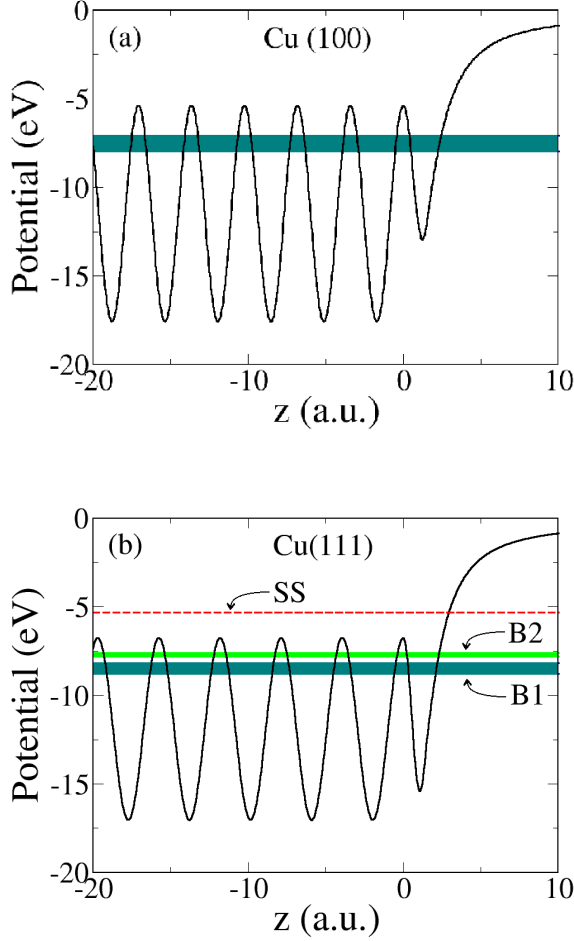 0
(a) Cu (100)
-5
Potential (eV)
-10
-15
-20
-20 -10 0 10
z (a.u.)
0
(b) Cu(111)
SS
-5
B2
Potential (eV)
-10
B1
-15
-20
-20 -10 0 10
z (a.u.)